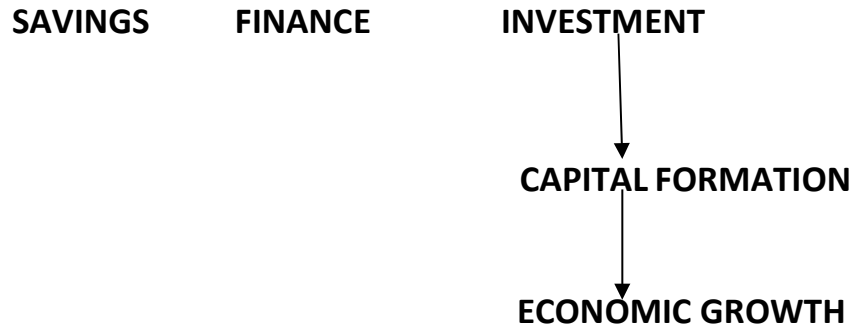 SAVINGS FINANCE INVESTMENT
CAPITAL FORMATION
ECONOMIC GROWTH